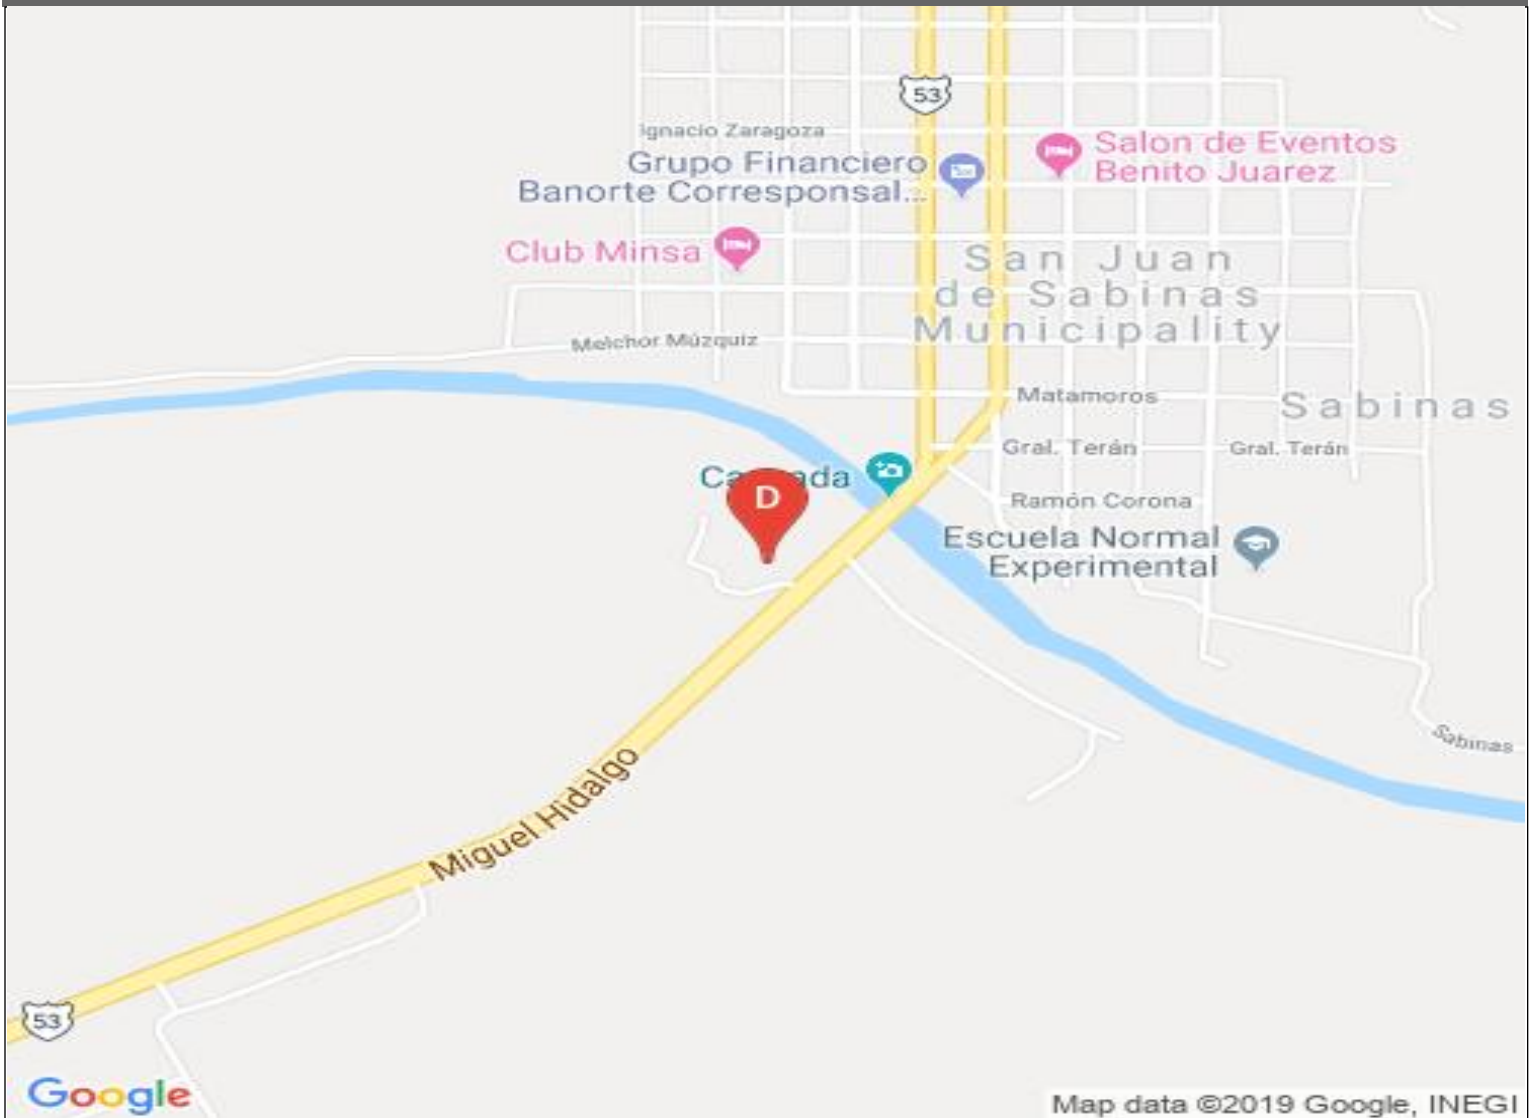 53
Ignacio Zaragoza
Grupo Financiero
Banorte Corresponsal...
Salon de Eventos
Benito Juarez
Club Minsa
San Juan
de Sabinas
Municipality
Melchor Múzquiz
Matamoros
Sabinas
Gral. Terán
Gral. Terán
D
Ramón Corona
Escuela Normal
Experimental
Sabinas
Miguel Hidalgo
53
Google
Map data ©2019 Google, INEGI